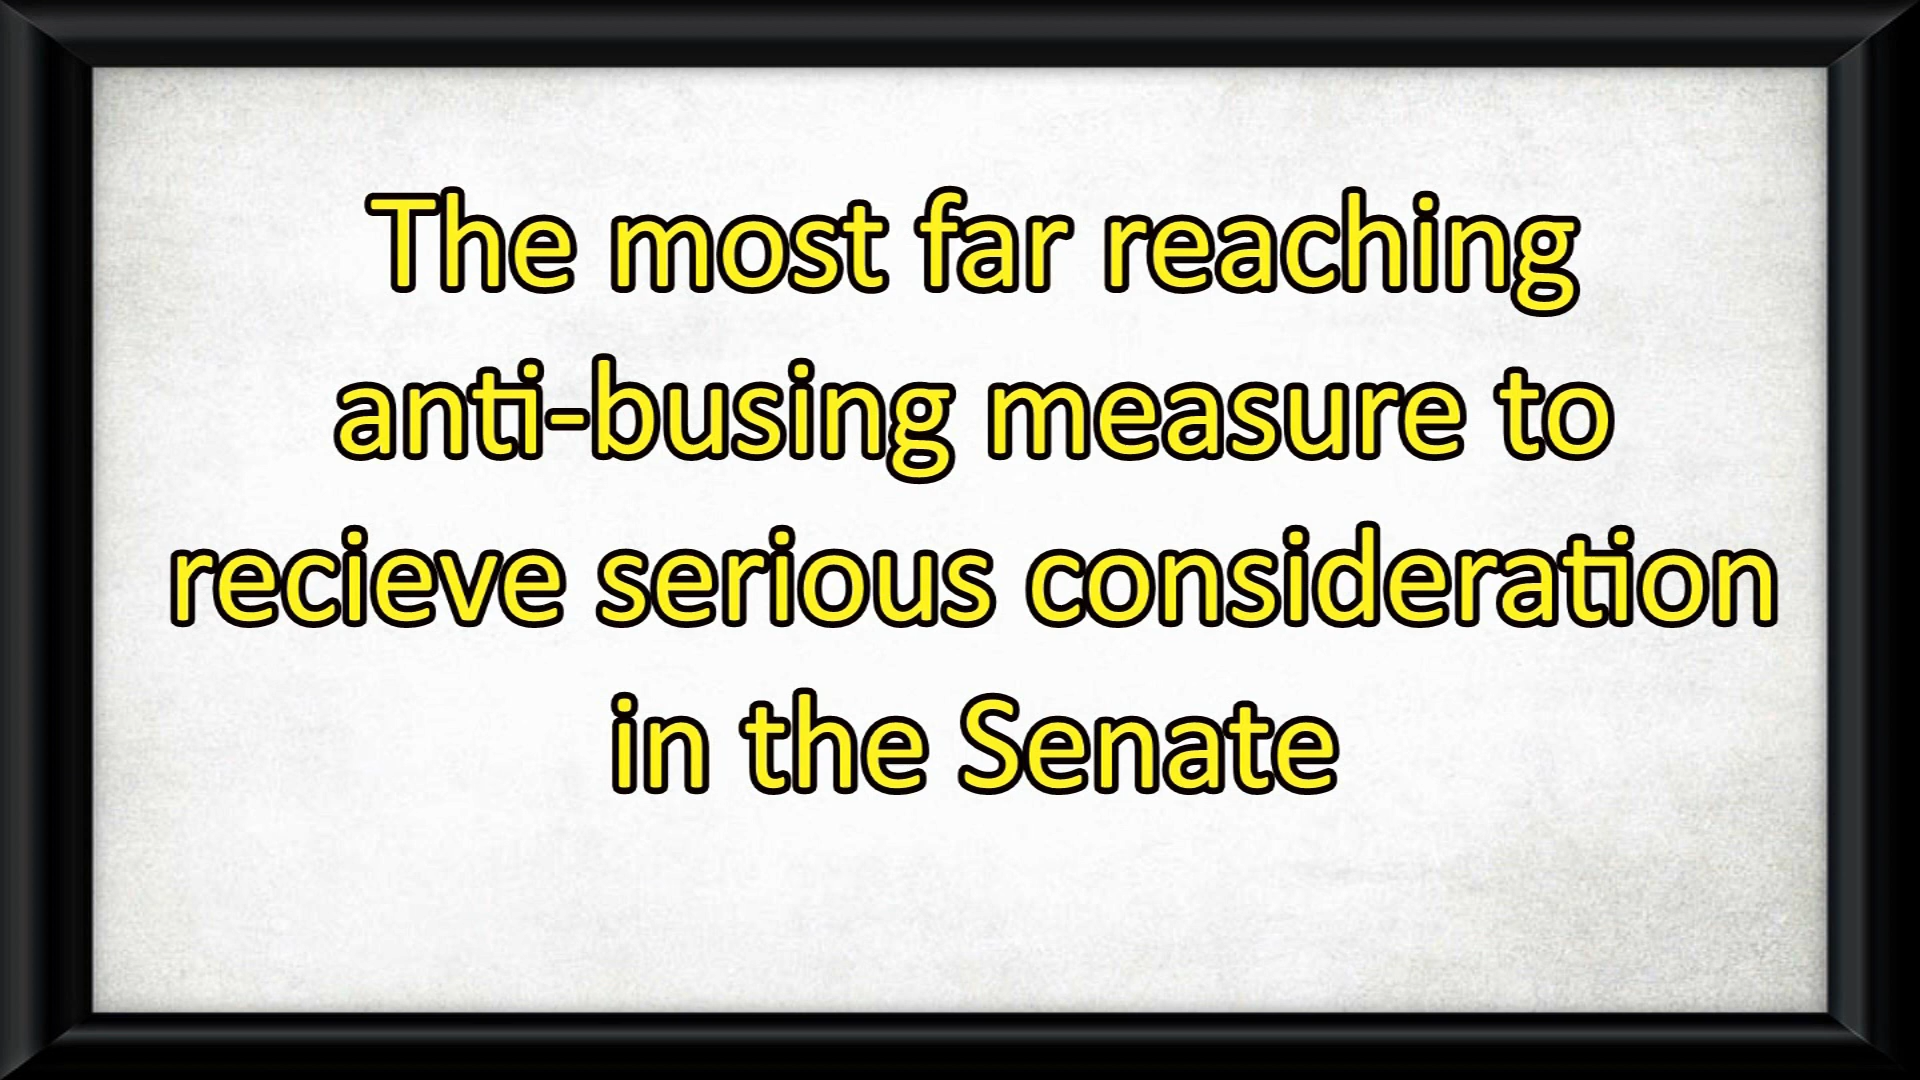 The most far reaching
anti-busing measure to
recieve serious consideration
in the Senate